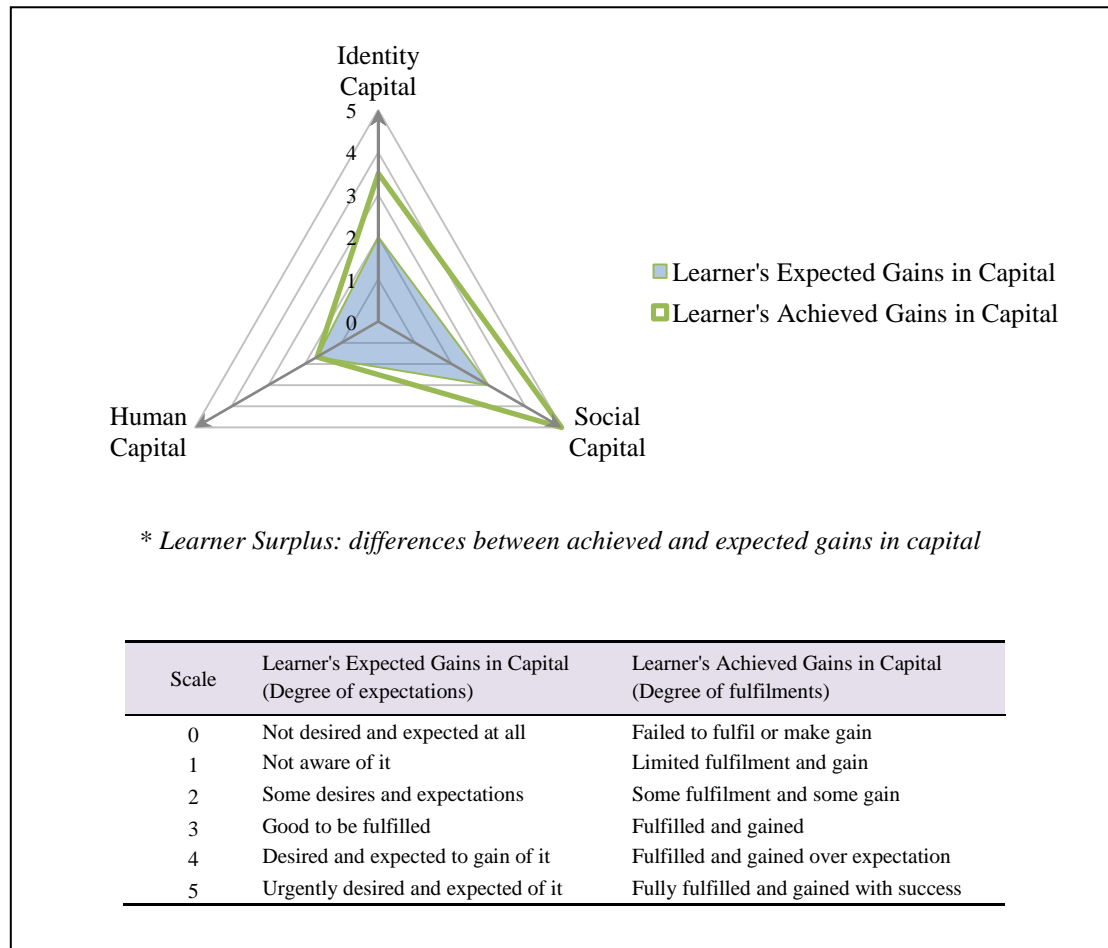 Identity
Capital
5
4
3
2
1
0
Human
Capital
Social
Capital
Learner's Expected Gains in Capital
Learner's Achieved Gains in Capital
* Learner Surplus: differences between achieved and expected gains in capital
Scale Learner's Expected Gains in Capital (Degree of expectations) Learner's Achieved Gains in Capital (Degree of fulfilments)
0 Not desired and expected at all Failed to fulfil or make gain
1 Not aware of it Limited fulfilment and gain
2 Some desires and expectations Some fulfilment and some gain
3 Good to be fulfilled Fulfilled and gained
4 Desired and expected to gain of it Fulfilled and gained over expectation
5 Urgently desired and expected of it Fully fulfilled and gained with success